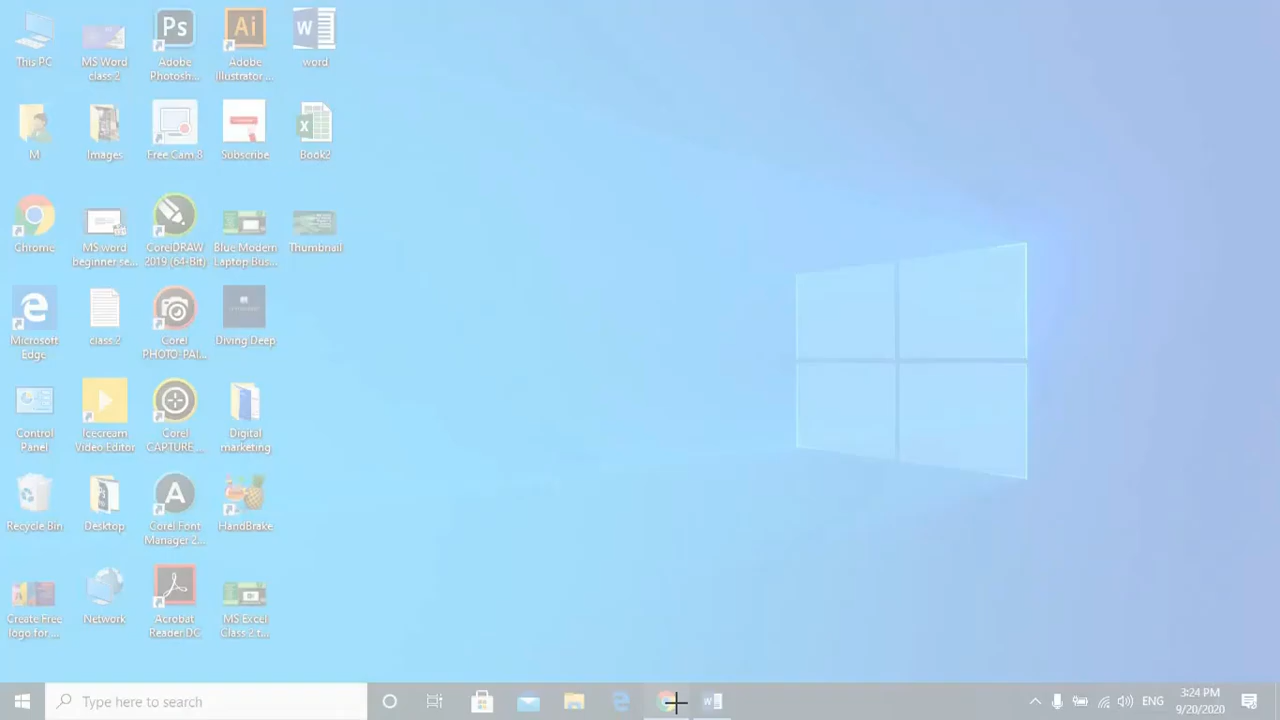 This PC
MS Word
class 2
Ps
Adobe
Photosh...
Ai
Adobe
Illustrator ...
W
word
M
Images
Free Cam 8
Subscribe
X
Book2
Chrome
MS word
beginner se...
CorelDRAW
2019 (64-Bit)
Blue Modern
Laptop Bus...
Thumbnail
Microsoft
Edge
class 2
Corel
PHOTO-PAI...
Diving Deep
Control
Panel
Icecream
Video Editor
Corel
CAPTURE ...
Digital
marketing
Recycle Bin
Desktop
A
Corel Font
Manager 2...
HandBrake
Create Free
logo for ...
Network
Acrobat
Reader DC
MS Excel
Class 2 t...
Type here to search
ENG
3:24 PM
9/20/2020